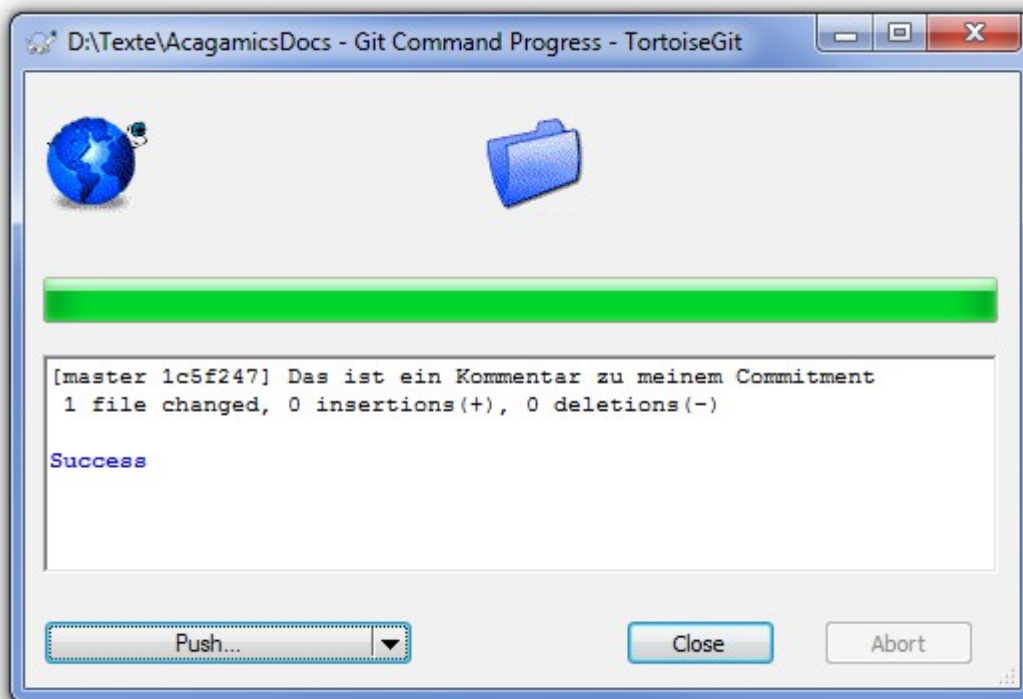 D:\Texte\AcagamicsDocs - Git Command Progress - TortoiseGit
[master 1c5f247] Das ist ein Kommentar zu meinem Commitment
1 file changed, 0 insertions(+), 0 deletions(-)
Success
Push...
Close
Abort